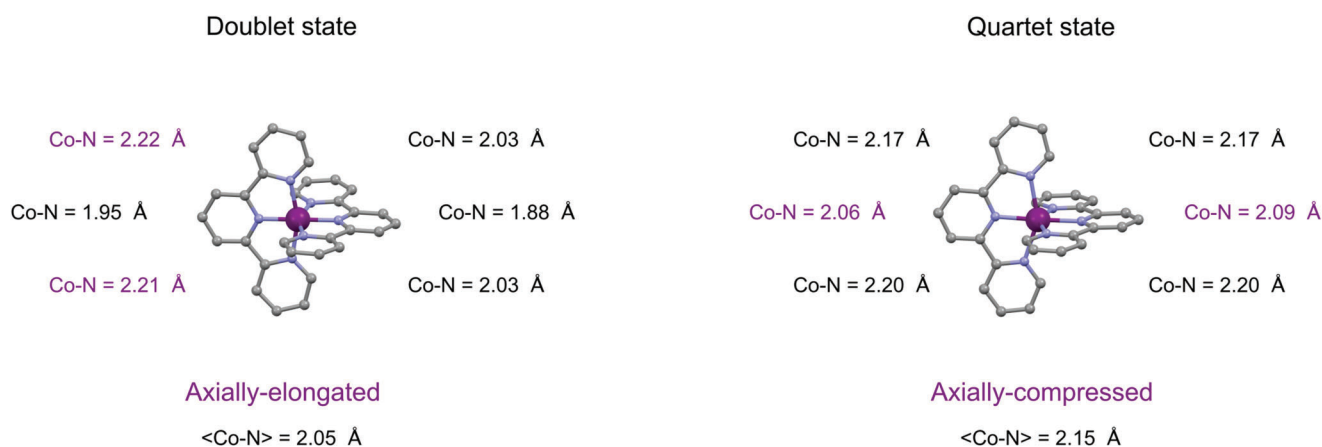 Doublet state
Quartet state
Co-N = 2.22 Å
Co-N = 2.03 Å
Co-N = 2.17 Å
Co-N = 2.17 Å
Co-N = 1.95 Å
Co-N = 1.88 Å
Co-N = 2.06 Å
Co-N = 2.09 Å
Co-N = 2.21 Å
Co-N = 2.03 Å
Co-N = 2.20 Å
Co-N = 2.20 Å
Axially-elongated
Axially-compressed
<Co-N> = 2.05 Å
<Co-N> = 2.15 Å